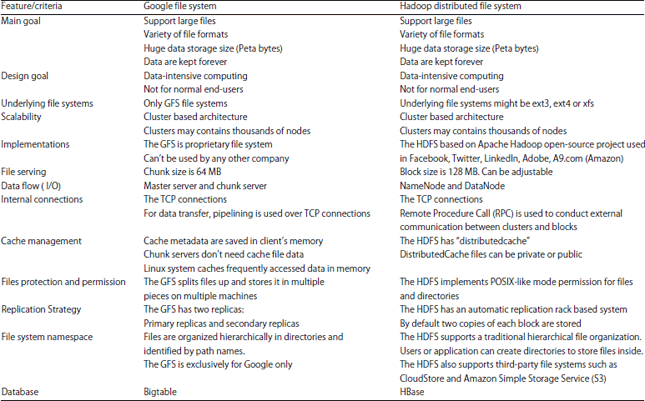 Feature/criteria Google file system Hadoop distributed file system
Main goal Support large files Support large files
Variety of file formats Variety of file formats
Huge data storage size (Peta bytes) Huge data storage size (Peta bytes)
Data are kept forever Data are kept forever
Design goal Data-intensive computing Data-intensive computing
Not for normal end-users Not for normal end-users
Underlying file systems Only GFS file systems Underlying file systems might be ext3, ext4 or xfs
Scalability Cluster based architecture Cluster based architecture
Clusters may contains thousands of nodes Clusters may contains thousands of nodes
Implementations The GFS is proprietary file system The HDFS based on Apache Hadoop open-source project used
Can't be used by any other company in Facebook, Twitter, LinkedIn, Adobe, A9.com (Amazon)
File serving Chunk size is 64 MB Block size is 128 MB. Can be adjustable
Data flow ( I/O) Master server and chunk server NameNode and DataNode
Internal connections The TCP connections The TCP connections
For data transfer, pipelining is used over TCP connections Remote Procedure Call (RPC) is used to conduct external
communication between clusters and blocks
Cache management Cache metadata are saved in client's memory The HDFS has "distributedcache"
Chunk servers don't need cache file data DistributedCache files can be private or public
Linux system caches frequently accessed data in memory
Files protection and permission The GFS splits files up and stores it in multiple The HDFS implements POSIX-like mode permission for files
pieces on multiple machines and directories
Replication Strategy The GFS has two replicas: The HDFS has an automatic replication rack based system
Primary replicas and secondary replicas By default two copies of each block are stored
File system namespace Files are organized hierarchically in directories and The HDFS supports a traditional hierarchical file organization.
identified by path names. Users or application can create directories to store files inside.
The GFS is exclusively for Google only The HDFS also supports third-party file systems such as
CloudStore and Amazon Simple Storage Service (S3)
Database Bigtable HBase